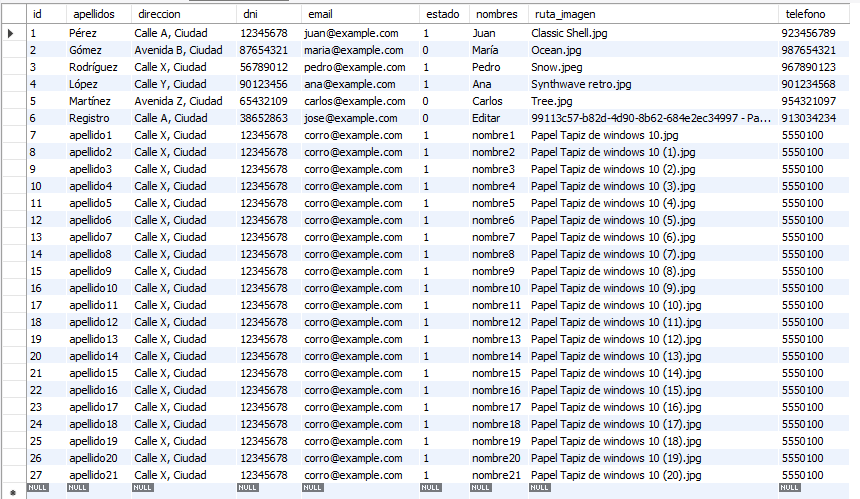 id apellidos direccion dni email estado nombres ruta_imagen telefono
1 Pérez Calle A, Ciudad 12345678 juan@example.com 1 Juan Classic Shell.jpg 923456789
2 Gómez Avenida B, Ciudad 87654321 maria@example.com 0 María Ocean.jpg 987654321
3 Rodríguez Calle X, Ciudad 56789012 pedro@example.com 1 Pedro Snow.jpeg 967890123
4 López Calle Y, Ciudad 90123456 ana@example.com 1 Ana Synthwave retro.jpg 901234568
5 Martínez Avenida Z, Ciudad 65432109 carlos@example.com 0 Carlos Tree.jpg 954321097
6 Registro Calle A, Ciudad 38652863 jose@example.com 0 Editar 99113c57-b82d-4d90-8b62-684e2ec34997 - Pa... 913034234
7 apellido1 Calle X, Ciudad 12345678 corro@example.com 1 nombre1 Papel Tapiz de windows 10.jpg 5550100
8 apellido2 Calle X, Ciudad 12345678 corro@example.com 1 nombre2 Papel Tapiz de windows 10 (1).jpg 5550100
9 apellido3 Calle X, Ciudad 12345678 corro@example.com 1 nombre3 Papel Tapiz de windows 10 (2).jpg 5550100
10 apellido4 Calle X, Ciudad 12345678 corro@example.com 1 nombre4 Papel Tapiz de windows 10 (3).jpg 5550100
11 apellido5 Calle X, Ciudad 12345678 corro@example.com 1 nombre5 Papel Tapiz de windows 10 (4).jpg 5550100
12 apellido6 Calle X, Ciudad 12345678 corro@example.com 1 nombre6 Papel Tapiz de windows 10 (5).jpg 5550100
13 apellido7 Calle X, Ciudad 12345678 corro@example.com 1 nombre7 Papel Tapiz de windows 10 (6).jpg 5550100
14 apellido8 Calle X, Ciudad 12345678 corro@example.com 1 nombre8 Papel Tapiz de windows 10 (7).jpg 5550100
15 apellido9 Calle X, Ciudad 12345678 corro@example.com 1 nombre9 Papel Tapiz de windows 10 (8).jpg 5550100
16 apellido10 Calle X, Ciudad 12345678 corro@example.com 1 nombre10 Papel Tapiz de windows 10 (9).jpg 5550100
17 apellido11 Calle X, Ciudad 12345678 corro@example.com 1 nombre11 Papel Tapiz de windows 10 (10).jpg 5550100
18 apellido12 Calle X, Ciudad 12345678 corro@example.com 1 nombre12 Papel Tapiz de windows 10 (11).jpg 5550100
19 apellido13 Calle X, Ciudad 12345678 corro@example.com 1 nombre13 Papel Tapiz de windows 10 (12).jpg 5550100
20 apellido14 Calle X, Ciudad 12345678 corro@example.com 1 nombre14 Papel Tapiz de windows 10 (13).jpg 5550100
21 apellido15 Calle X, Ciudad 12345678 corro@example.com 1 nombre15 Papel Tapiz de windows 10 (14).jpg 5550100
22 apellido16 Calle X, Ciudad 12345678 corro@example.com 1 nombre16 Papel Tapiz de windows 10 (15).jpg 5550100
23 apellido17 Calle X, Ciudad 12345678 corro@example.com 1 nombre17 Papel Tapiz de windows 10 (16).jpg 5550100
24 apellido18 Calle X, Ciudad 12345678 corro@example.com 1 nombre18 Papel Tapiz de windows 10 (17).jpg 5550100
25 apellido19 Calle X, Ciudad 12345678 corro@example.com 1 nombre19 Papel Tapiz de windows 10 (18).jpg 5550100
26 apellido20 Calle X, Ciudad 12345678 corro@example.com 1 nombre20 Papel Tapiz de windows 10 (19).jpg 5550100
27 apellido21 Calle X, Ciudad 12345678 corro@example.com 1 nombre21 Papel Tapiz de windows 10 (20).jpg 5550100
NULL NULL NULL NULL NULL NULL NULL NULL NULL